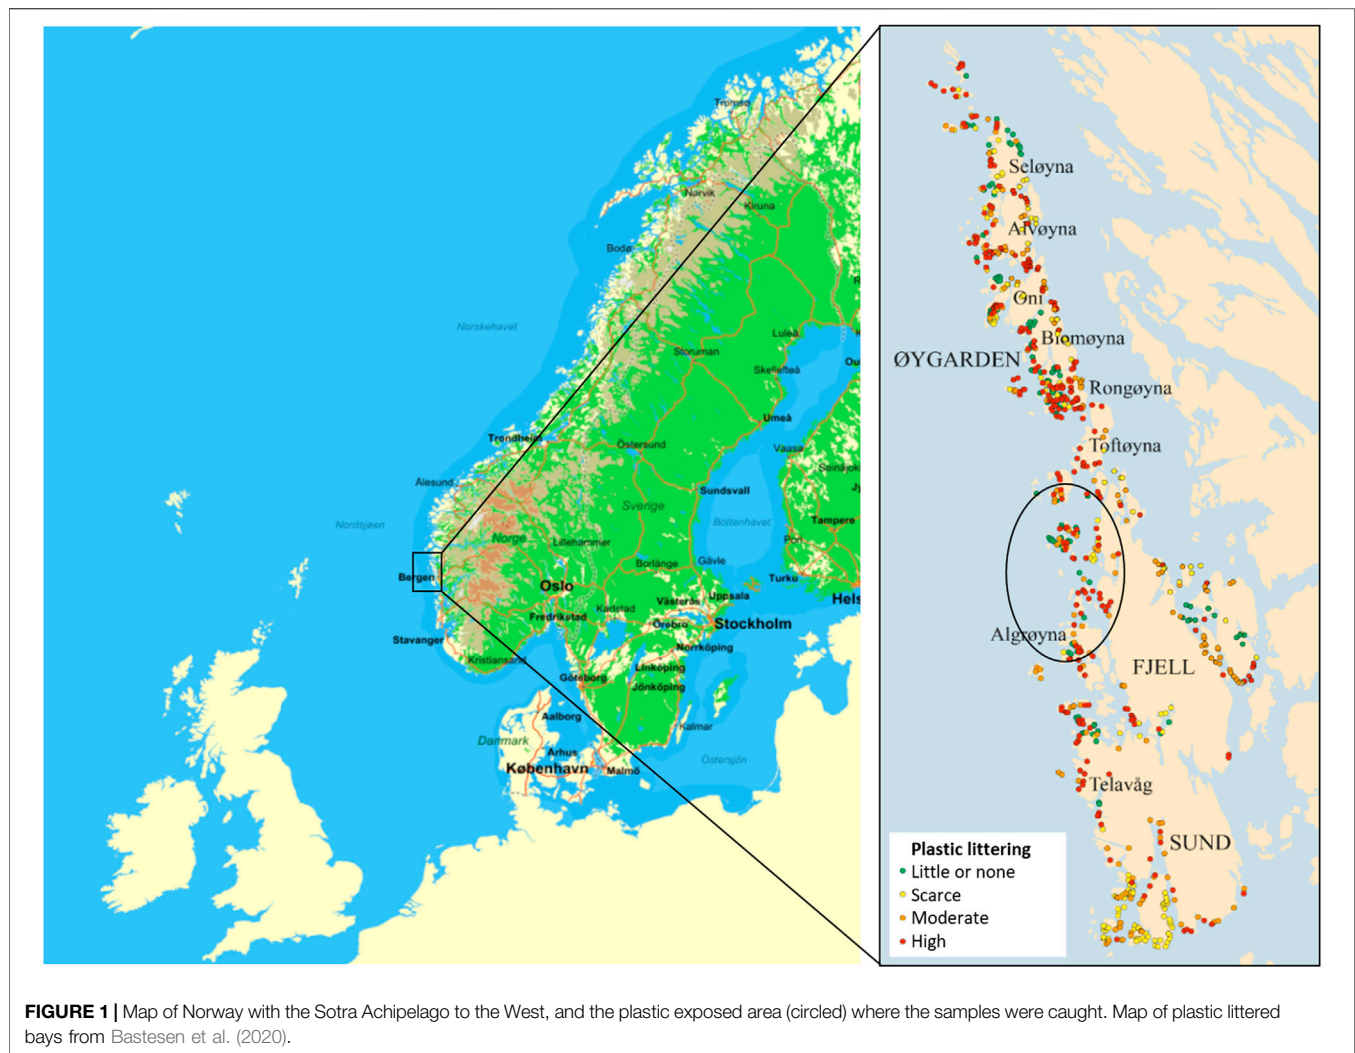 Tromsø
Narvik
Kiruna
Bodø
Norskehavet
Luleå
Storuman
Skellefteå
Ou
Umeå
Trondheim
Östersund
Vaasa
Seinäjok
Ålesund
Sundsvall
Jy
Sverige
Nordsjøen
Bottenhavet
Tampere
Norge
Lillehammer
Pori
Borlänge
Gävle
Bergen
Turku
Oslo
Uppsala
Västerås
Hels
Karlstad
Fredrikstad
Örebro
Stockholm
Stavanger
Norrköping
Kristiansand
Linköping
Göteborg
Jönköping
Aalborg
Kalmar
Danmark
Århus
Östersjön
København
Malmö
Seløyna
Alvøyna
Oni
Blomøyna
ØYGARDEN
Rongøyna
Toftøyna
Algrøyna
FJELL
Telavåg
SUND
Plastic littering
Little or none
Scarce
Moderate
High
FIGURE 1 | Map of Norway with the Sotra Achipelago to the West, and the plastic exposed area (circled) where the samples were caught. Map of plastic littered
bays from Bastesen et al. (2020).